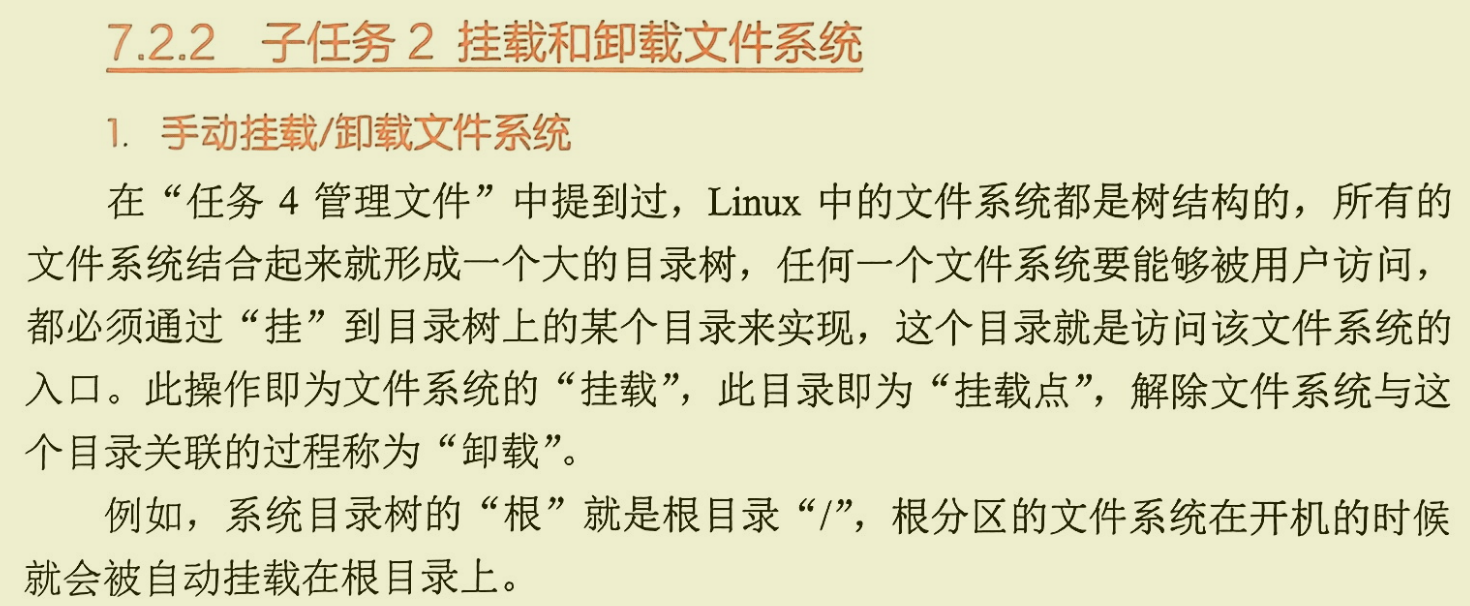 7.2.2 子任务 2 挂载和卸载文件系统
1. 手动挂载/卸载文件系统
在“任务 4 管理文件”中提到过，Linux 中的文件系统都是树结构的，所有的
文件系统结合起来就形成一个大的目录树，任何一个文件系统要能够被用户访问，
都必须通过“挂”到目录树上的某个目录来实现，这个目录就是访问该文件系统的
入口。此操作即为文件系统的“挂载”，此目录即为“挂载点”，解除文件系统与这
个目录关联的过程称为“卸载”。
例如，系统目录树的“根”就是根目录“/”，根分区的文件系统在开机的时候
就会被自动挂载在根目录上。